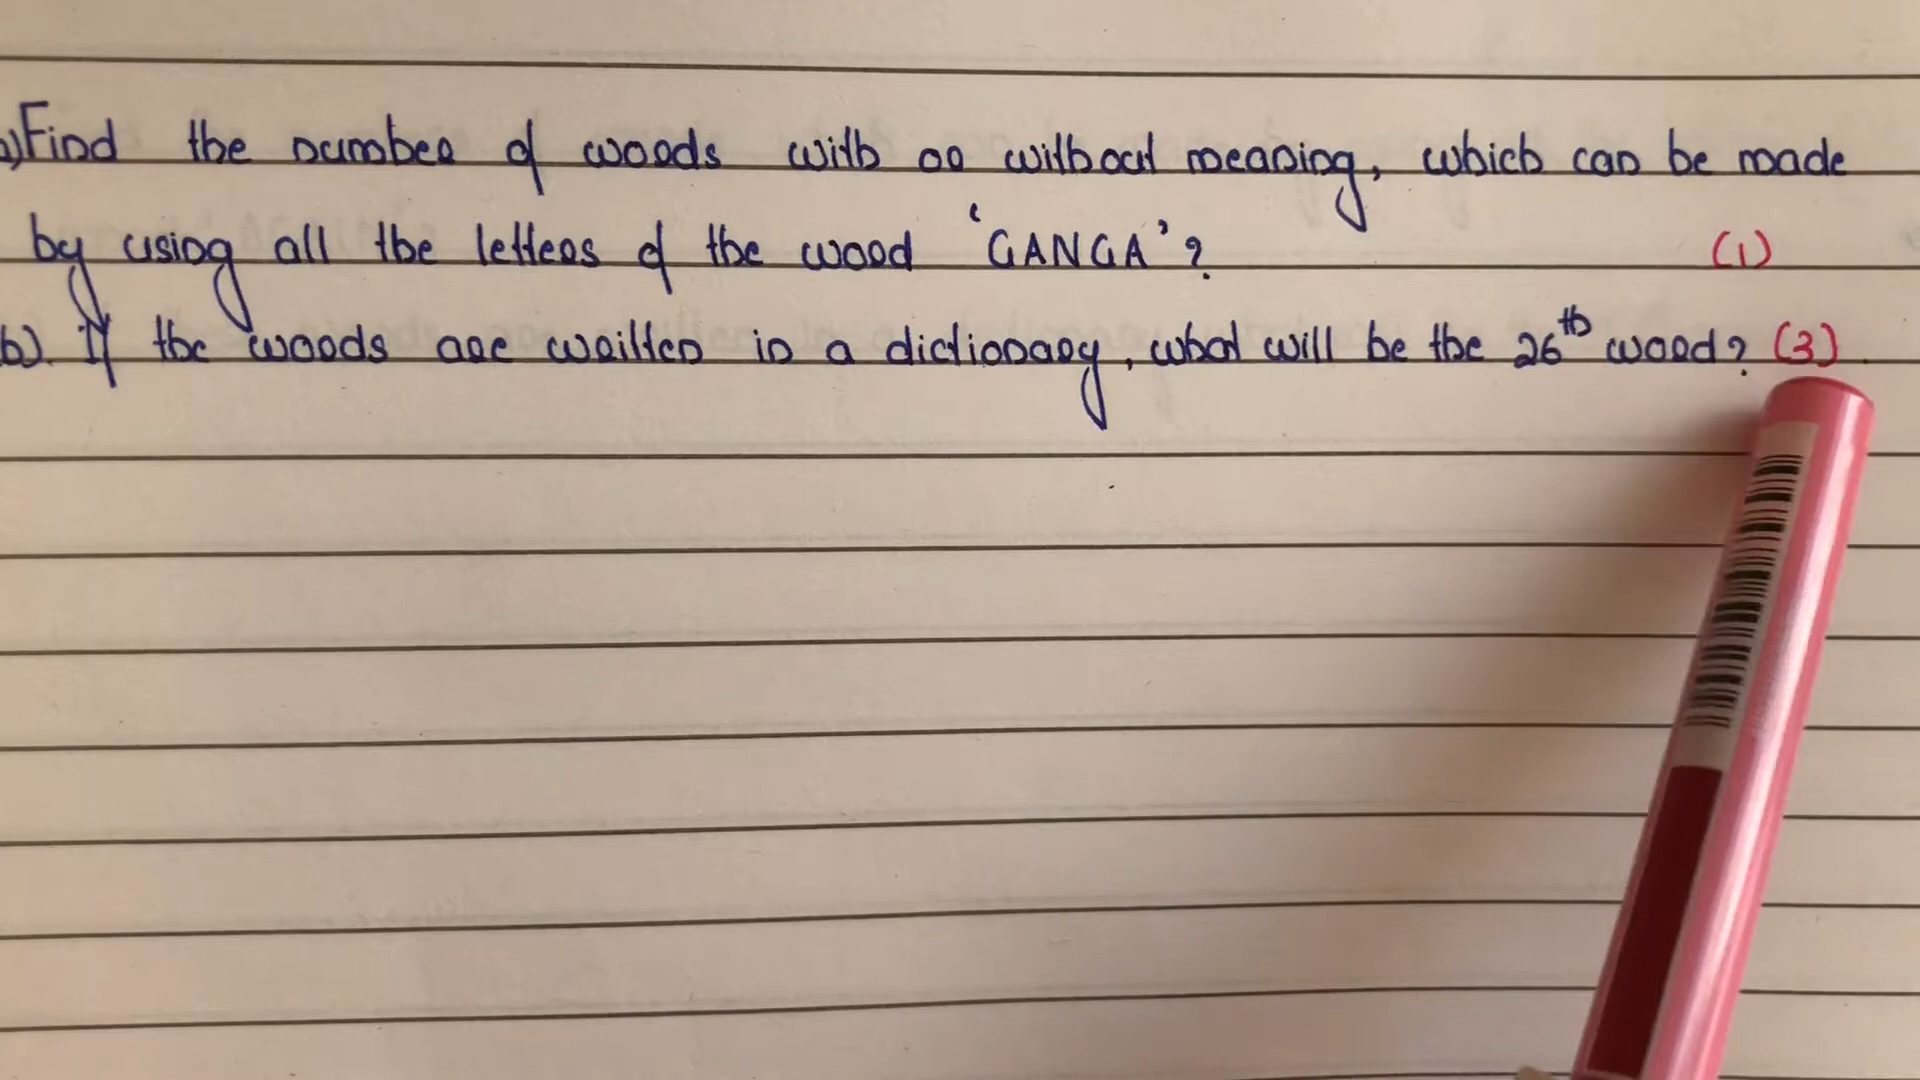 a) Find the number of words with or without meaning, which can be made
by using all the letters of the word 'GANGA'? (1)
b). If the words are written in a dictionary, what will be the 26th word? (3)